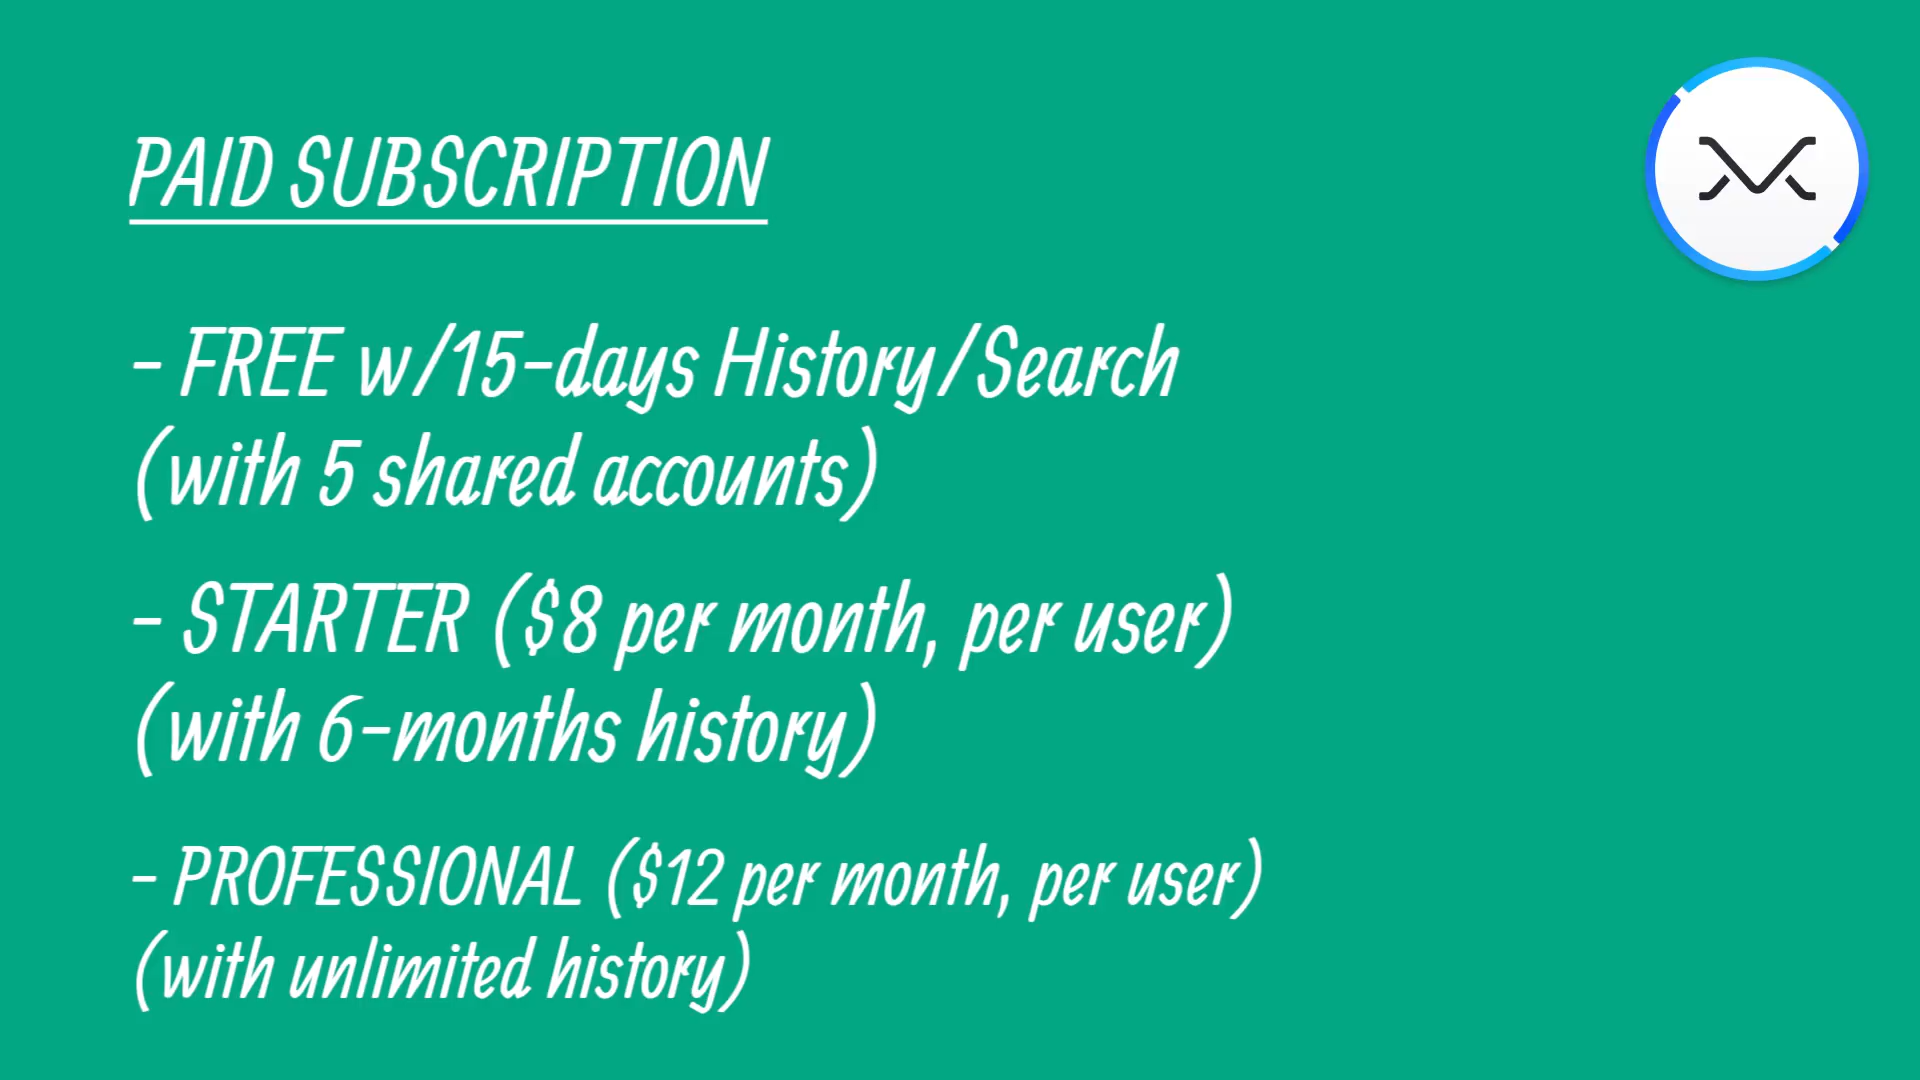 PAID SUBSCRIPTION
- FREE w/15-days History/Search
(with 5 shared accounts)
- STARTER ($8 per month, per user)
(with 6-months history)
- PROFESSIONAL ($12 per month, per user)
(with unlimited history)